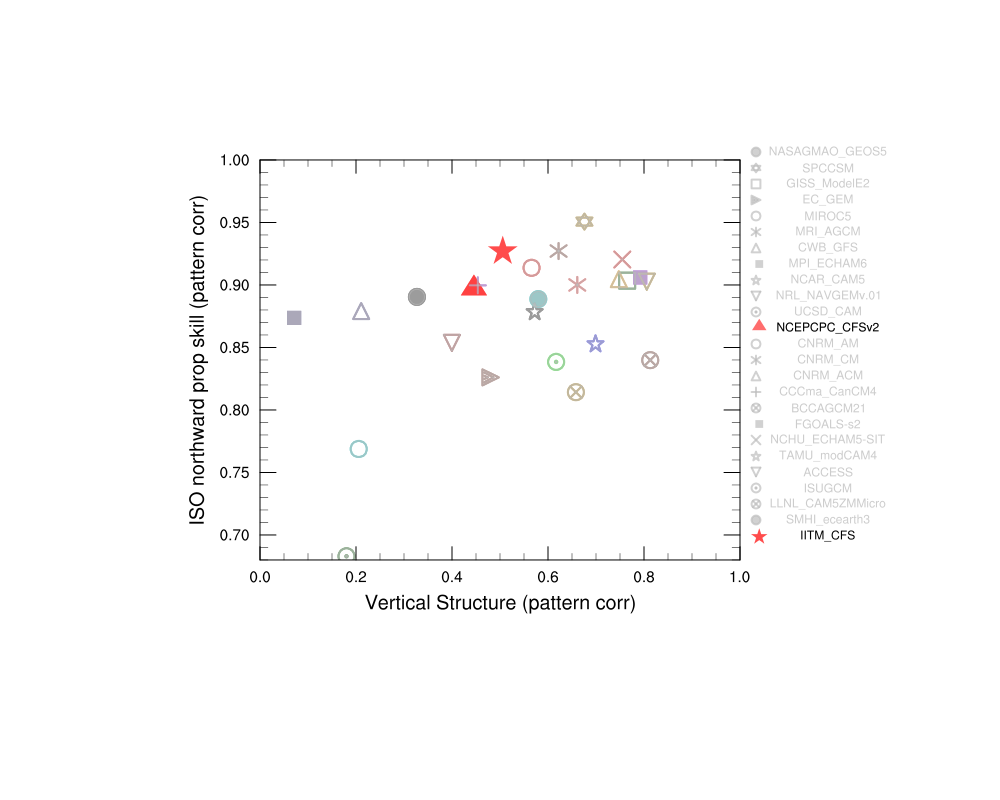 1.00
0.95
0.90
0.85
0.80
0.75
0.70
ISO northward prop skill (pattern corr)
0.0 0.2 0.4 0.6 0.8 1.0
Vertical Structure (pattern corr)
NASAGMAO_GEOS5
SPCCSM
GISS_ModelE2
EC_GEM
MIROC5
MRI_AGCM
CWB_GFS
MPI_ECHAM6
NCAR_CAM5
NRL_NAVGEMv.01
UCSD_CAM
NCEPCPC_CFSv2
CNRM_AM
CNRM_CM
CNRM_ACM
CCCma_CanCM4
BCCAGCM21
FGOALS-s2
NCHU_ECHAM5-SIT
TAMU_modCAM4
ACCESS
ISUGCM
LLNL_CAM5ZMMicro
SMHI_ecearth3
IITM_CFS